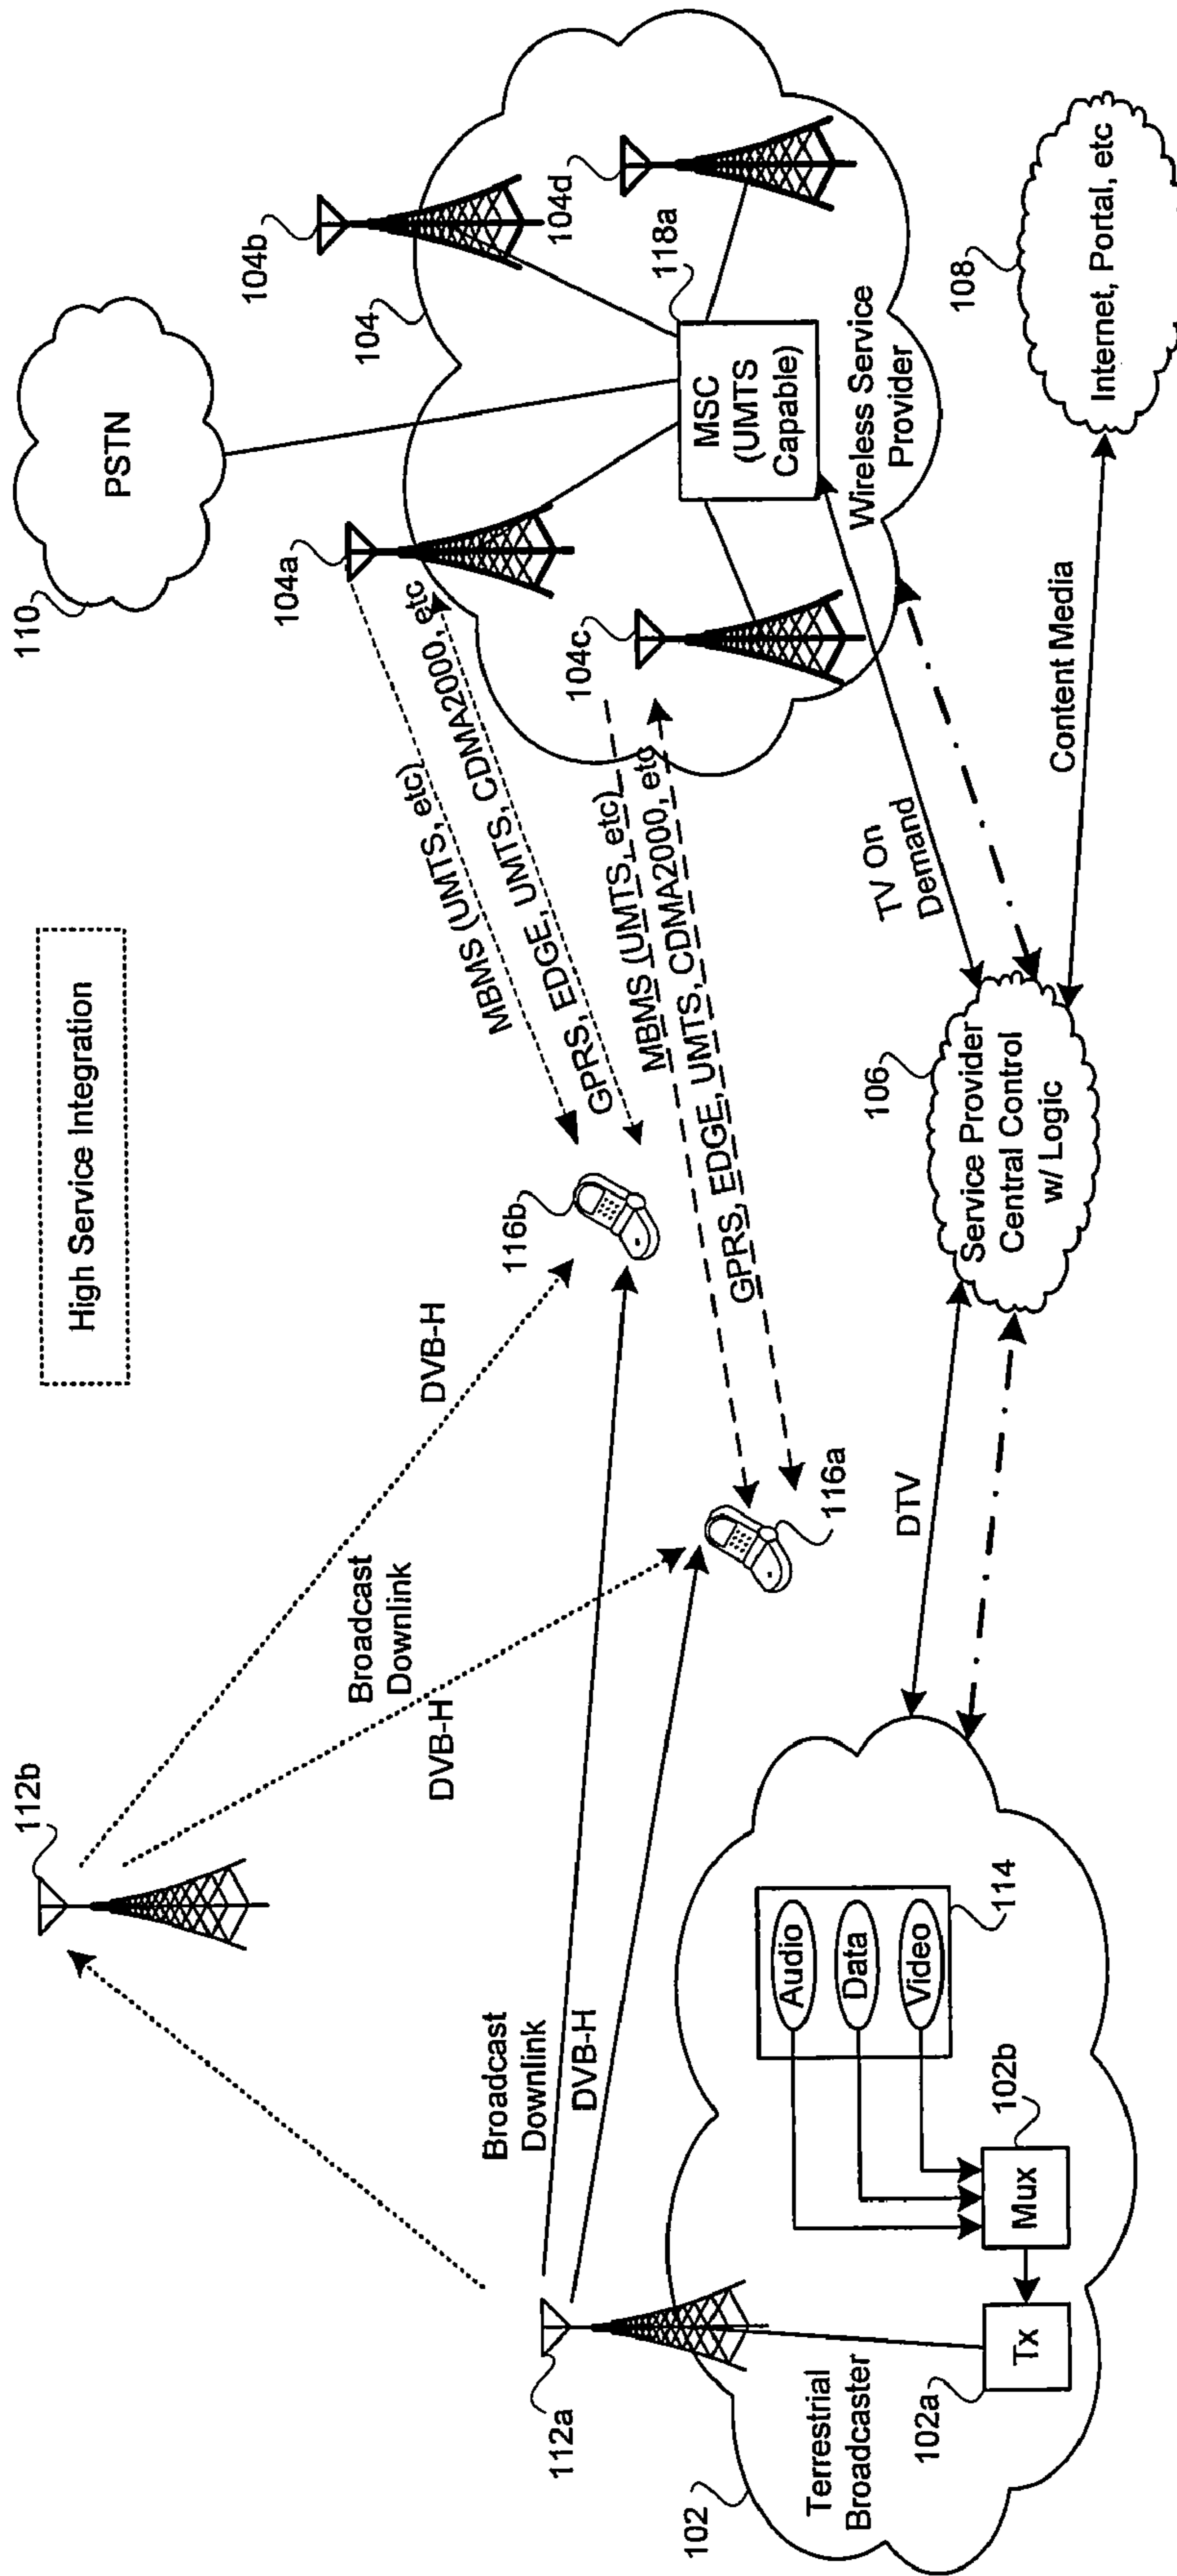 High Service Integration
110
PSTN
112b
104a
104b
104
MBMS (UMTS, etc)
GPRS, EDGE, UMTS, CDMA2000, etc
DVB-H
116b
Broadcast
Downlink
DVB-H
104c
104d
118a
MSC
(UMTS
Capable)
Wireless Service
Provider
MBMS (UMTS, etc)
GPRS, EDGE, UMTS, CDMA2000, etc
Broadcast
Downlink
DVB-H
112a
116a
TV On
Demand
102
Terrestrial
Broadcaster
Audio
Data
Video
114
102a
Tx
Mux
102b
DTV
106
Service Provider
Central Control
w/ Logic
Content Media
108
Internet, Portal, etc